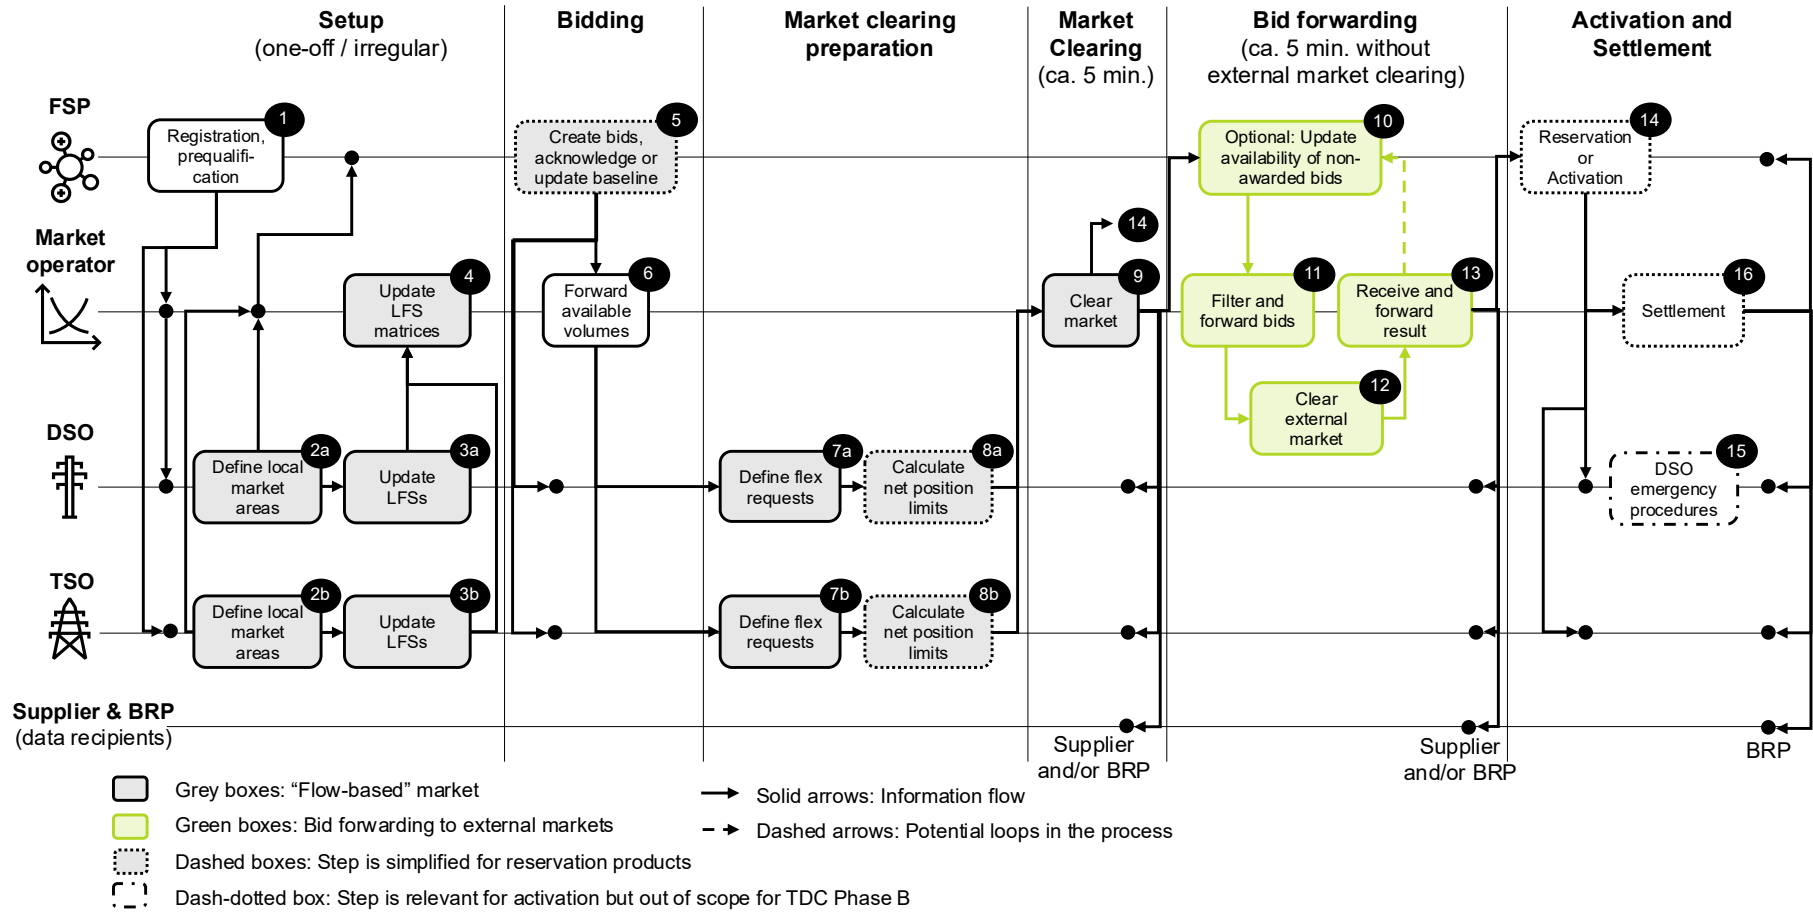 Setup
(one-off / irregular)
Bidding
Market clearing
preparation
Market
Clearing
(ca. 5 min.)
Bid forwarding
(ca. 5 min. without
external market clearing)
Activation and
Settlement
FSP
1
Registration,
prequalifi-
cation
5
Create bids,
acknowledge or
update baseline
10
Optional: Update
availability of non-
awarded bids
14
Reservation
or
Activation
14
Market
operator
4
Update
LFS
matrices
6
Forward
available
volumes
9
Clear
market
11
Filter and
forward bids
13
Receive and
forward
result
16
Settlement
12
Clear
external
market
DSO
2a
Define local
market
areas
3a
Update
LFSs
7a
Define flex
requests
8a
Calculate
net position
limits
15
DSO
emergency
procedures
TSO
2b
Define local
market
areas
3b
Update
LFSs
7b
Define flex
requests
8b
Calculate
net position
limits
Supplier & BRP
(data recipients)
Supplier
and/or BRP
Supplier
and/or BRP
BRP
Grey boxes: “Flow-based” market
Green boxes: Bid forwarding to external markets
Dashed boxes: Step is simplified for reservation products
Dash-dotted box: Step is relevant for activation but out of scope for TDC Phase B
Solid arrows: Information flow
Dashed arrows: Potential loops in the process